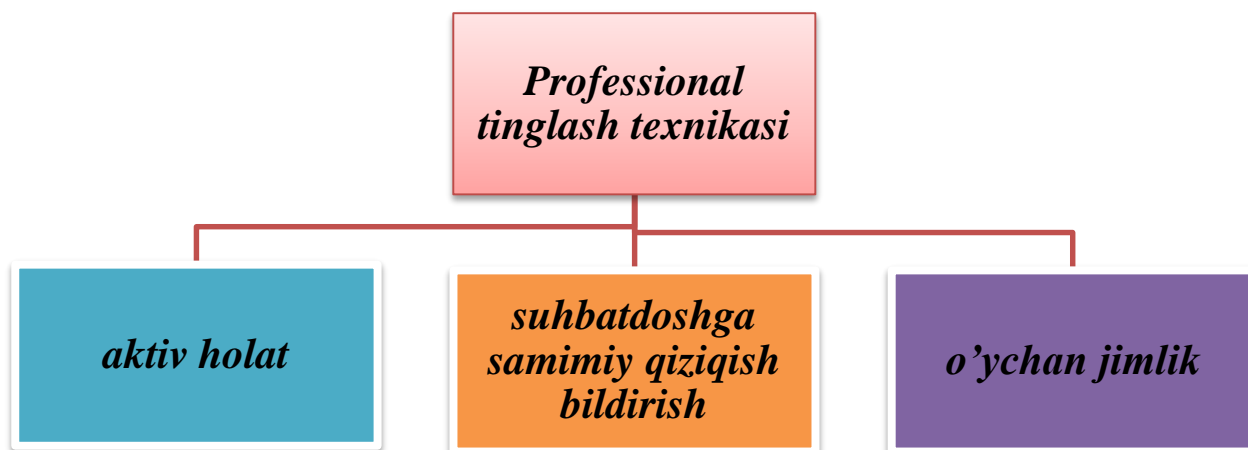 Professional
tinglash texnikasi
aktiv holat
suhbatdoshga
samimiy qiziqish
bildirish
o’ychan jimlik